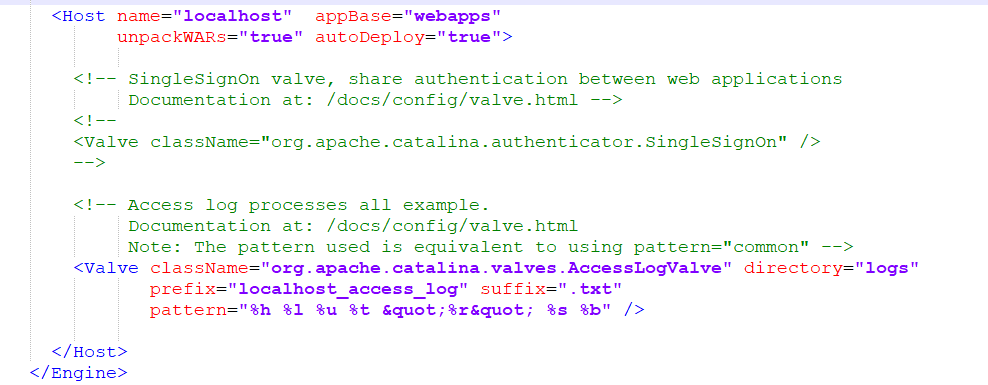 <Host name="localhost"  appBase="webapps"
unpackWARs="true" autoDeploy="true">
<!-- SingleSignOn valve, share authentication between web applications
Documentation at: /docs/config/valve.html -->
<!--
<Valve className="org.apache.catalina.authenticator.SingleSignOn" />
-->
<!-- Access log processes all example.
Documentation at: /docs/config/valve.html
Note: The pattern used is equivalent to using pattern="common" -->
<Valve className="org.apache.catalina.valves.AccessLogValve" directory="logs"
prefix="localhost_access_log" suffix=".txt"
pattern="%h %l %u %t &quot;%r&quot; %s %b" />
</Host>
</Engine>